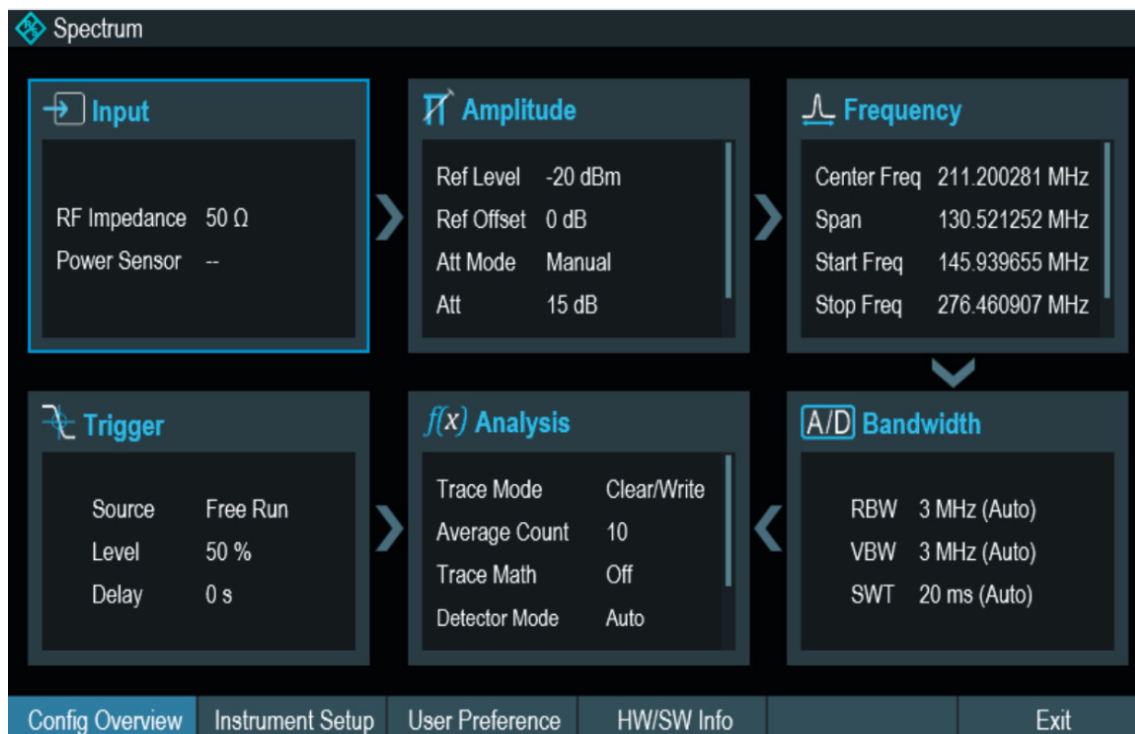 Spectrum
Input
RF Impedance 50 Ω
Power Sensor --
Amplitude
Ref Level -20 dBm
Ref Offset 0 dB
Att Mode Manual
Att 15 dB
Frequency
Center Freq 211.200281 MHz
Span 130.521252 MHz
Start Freq 145.939655 MHz
Stop Freq 276.460907 MHz
Trigger
Source Free Run
Level 50 %
Delay 0 s
f(x) Analysis
Trace Mode Clear/Write
Average Count 10
Trace Math Off
Detector Mode Auto
A/D Bandwidth
RBW 3 MHz (Auto)
VBW 3 MHz (Auto)
SWT 20 ms (Auto)
Config Overview Instrument Setup User Preference HW/SW Info Exit